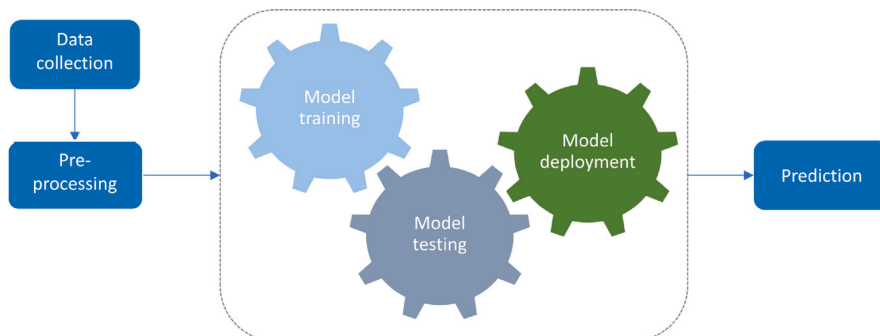 Data
collection
Pre-
processing
Model
training
Model
testing
Model
deployment
Prediction